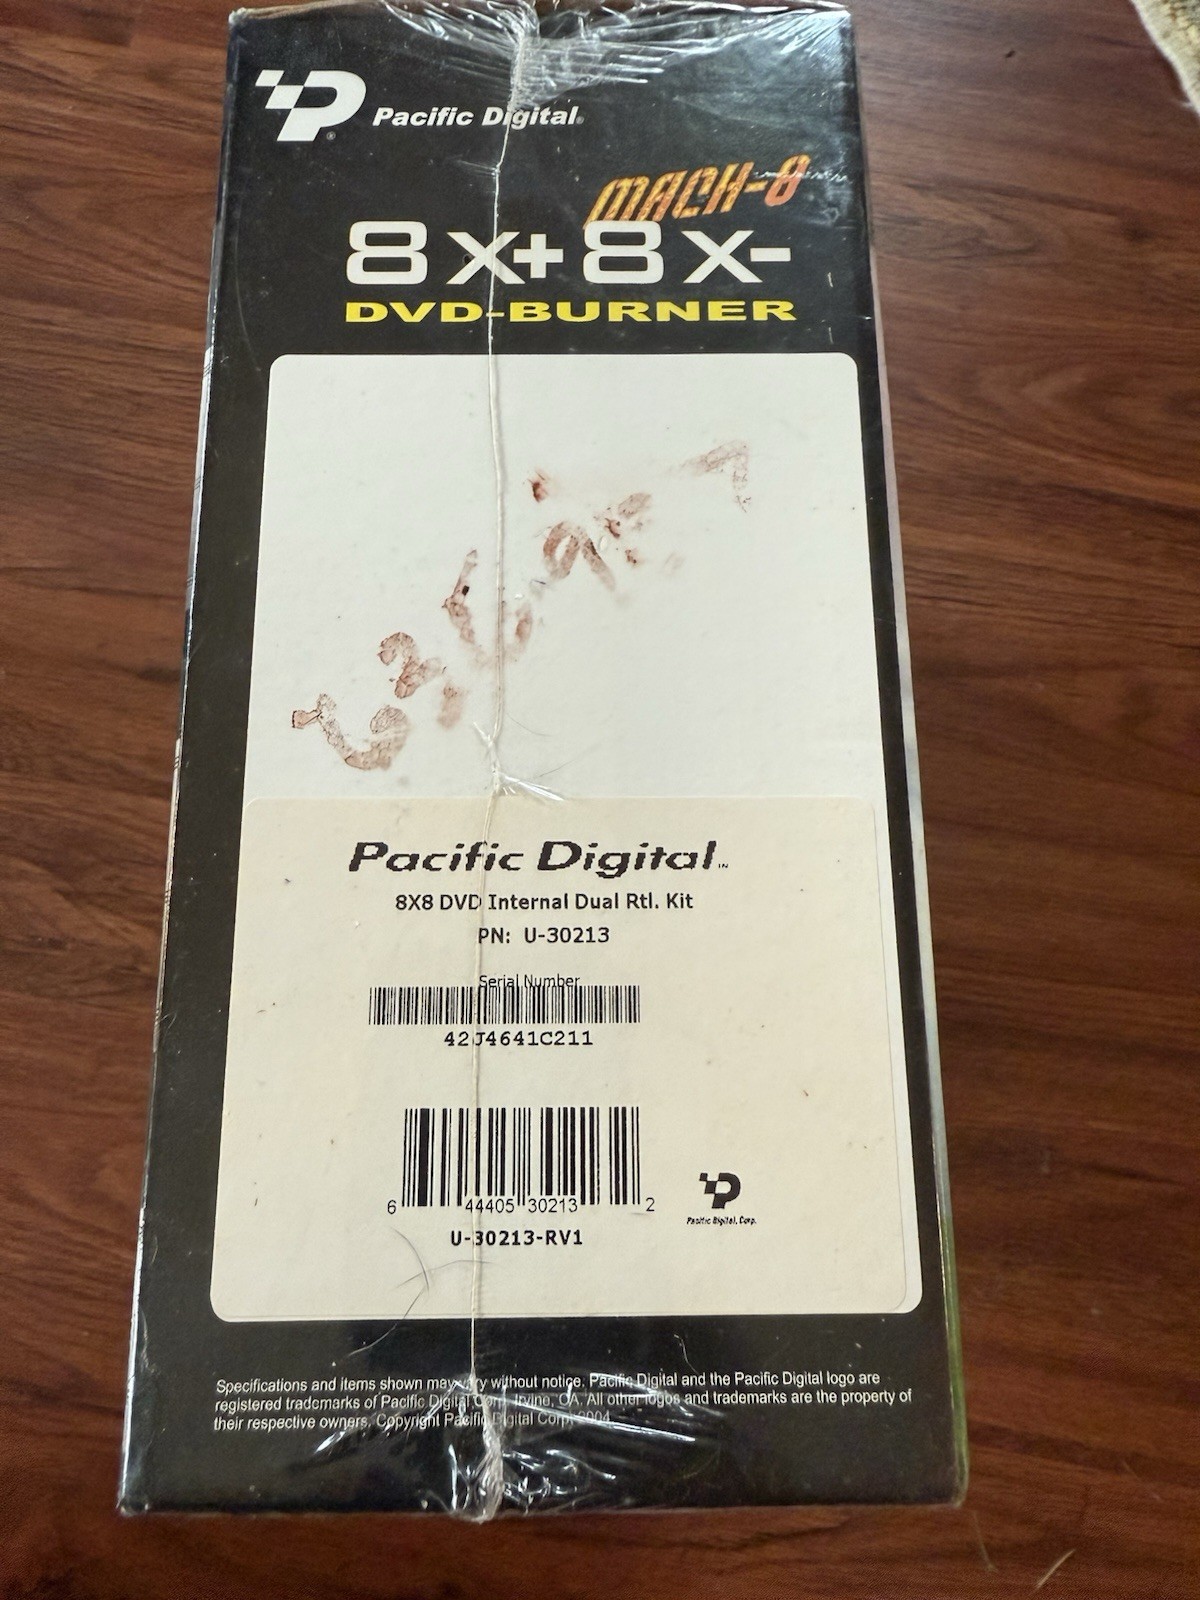 Pacific Digital®
MACH-8
8X+8X-
DVD-BURNER
Pacific Digital
8X8 DVD Internal Dual Rtl. Kit
PN: U-30213
Serial Number
42J4641C211
6 44405 30213 2
U-30213-RV1
Pacific Digital, Corp.
Specifications and items shown may vary without notice. Pacific Digital and the Pacific Digital logo are
registered trademarks of Pacific Digital Corp. Irvine, CA. All other logos and trademarks are the property of
their respective owners. Copyright Pacific Digital Corp. 2004